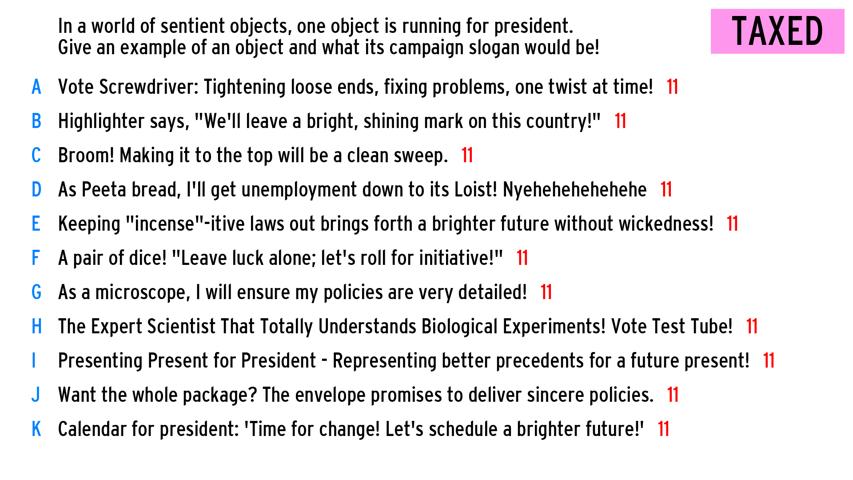 In a world of sentient objects, one object is running for president.
Give an example of an object and what its campaign slogan would be!
TAXED
A Vote Screwdriver: Tightening loose ends, fixing problems, one twist at time! 11
B Highlighter says, "We'll leave a bright, shining mark on this country!" 11
C Broom! Making it to the top will be a clean sweep. 11
D As Peeta bread, I'll get unemployment down to its Loist! Nyehehehehehehe 11
E Keeping "incense"-itive laws out brings forth a brighter future without wickedness! 11
F A pair of dice! "Leave luck alone; let's roll for initiative!" 11
G As a microscope, I will ensure my policies are very detailed! 11
H The Expert Scientist That Totally Understands Biological Experiments! Vote Test Tube! 11
I Presenting Present for President - Representing better precedents for a future present! 11
J Want the whole package? The envelope promises to deliver sincere policies. 11
K Calendar for president: 'Time for change! Let's schedule a brighter future!' 11